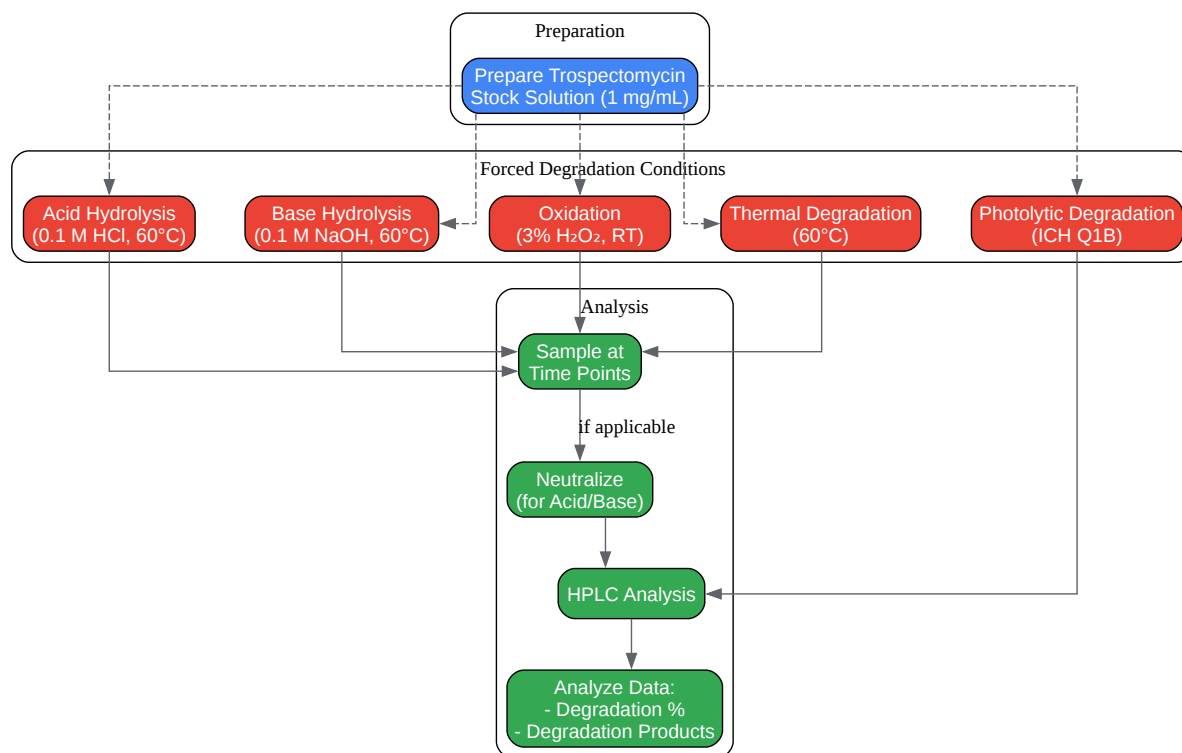 Preparation
Prepare Trospectomycin
Stock Solution (1 mg/mL)
Forced Degradation Conditions
Acid Hydrolysis
(0.1 M HCl, 60°C)
Base Hydrolysis
(0.1 M NaOH, 60°C)
Oxidation
(3% H₂O₂, RT)
Thermal Degradation
(60°C)
Photolytic Degradation
(ICH Q1B)
Analysis
Sample at
Time Points
if applicable
Neutralize
(for Acid/Base)
HPLC Analysis
Analyze Data:
- Degradation %
- Degradation Products